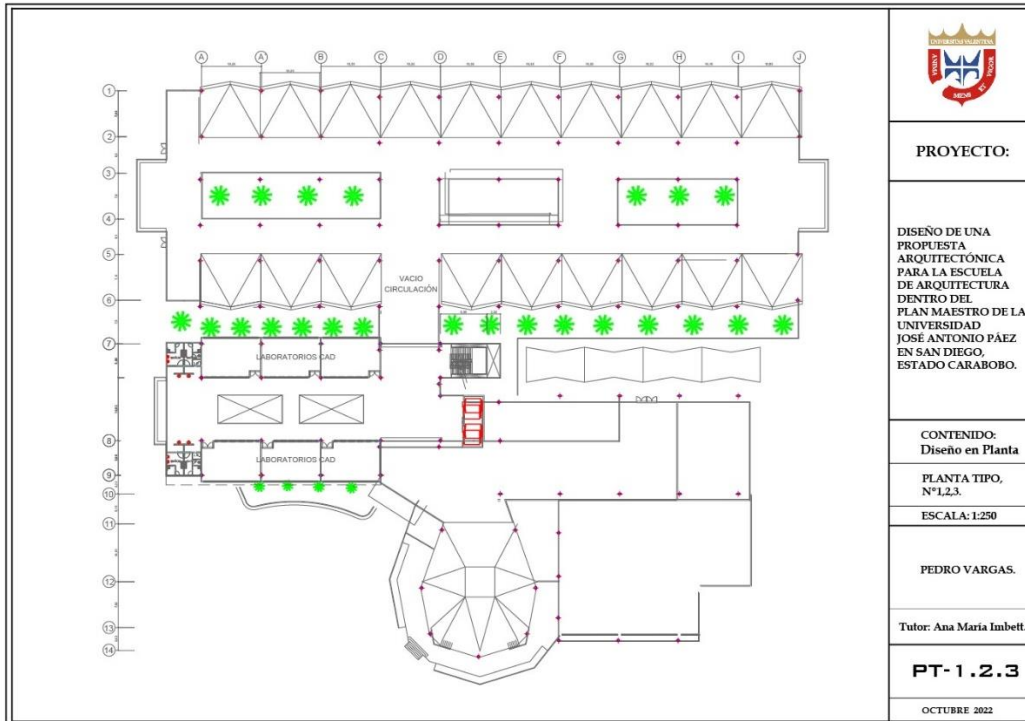 A A' B C D E F G H I J
1
2
3
4
5
6
7
8
9
10
11
12
13
14
VACIO
CIRCULACIÓN
LABORATORIOS CAD
LABORATORIOS CAD
PROYECTO:
DISEÑO DE UNA
PROPUESTA
ARQUITECTÓNICA
PARA LA ESCUELA
DE ARQUITECTURA
DENTRO DEL
PLAN MAESTRO DE LA
UNIVERSIDAD
JOSÉ ANTONIO PÁEZ
EN SAN DIEGO,
ESTADO CARABOBO.
CONTENIDO:
Diseño en Planta
PLANTA TIPO,
N°1,2,3.
ESCALA: 1:250
PEDRO VARGAS.
Tutor: Ana María Imbett.
PT-1.2.3
OCTUBRE 2022